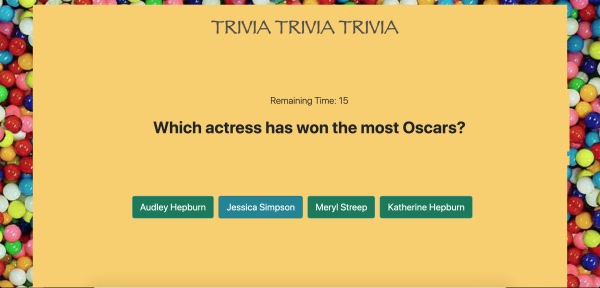 TRIVIA TRIVIA TRIVIA
Remaining Time: 15
Which actress has won the most Oscars?
Audley Hepburn Jessica Simpson Meryl Streep Katherine Hepburn